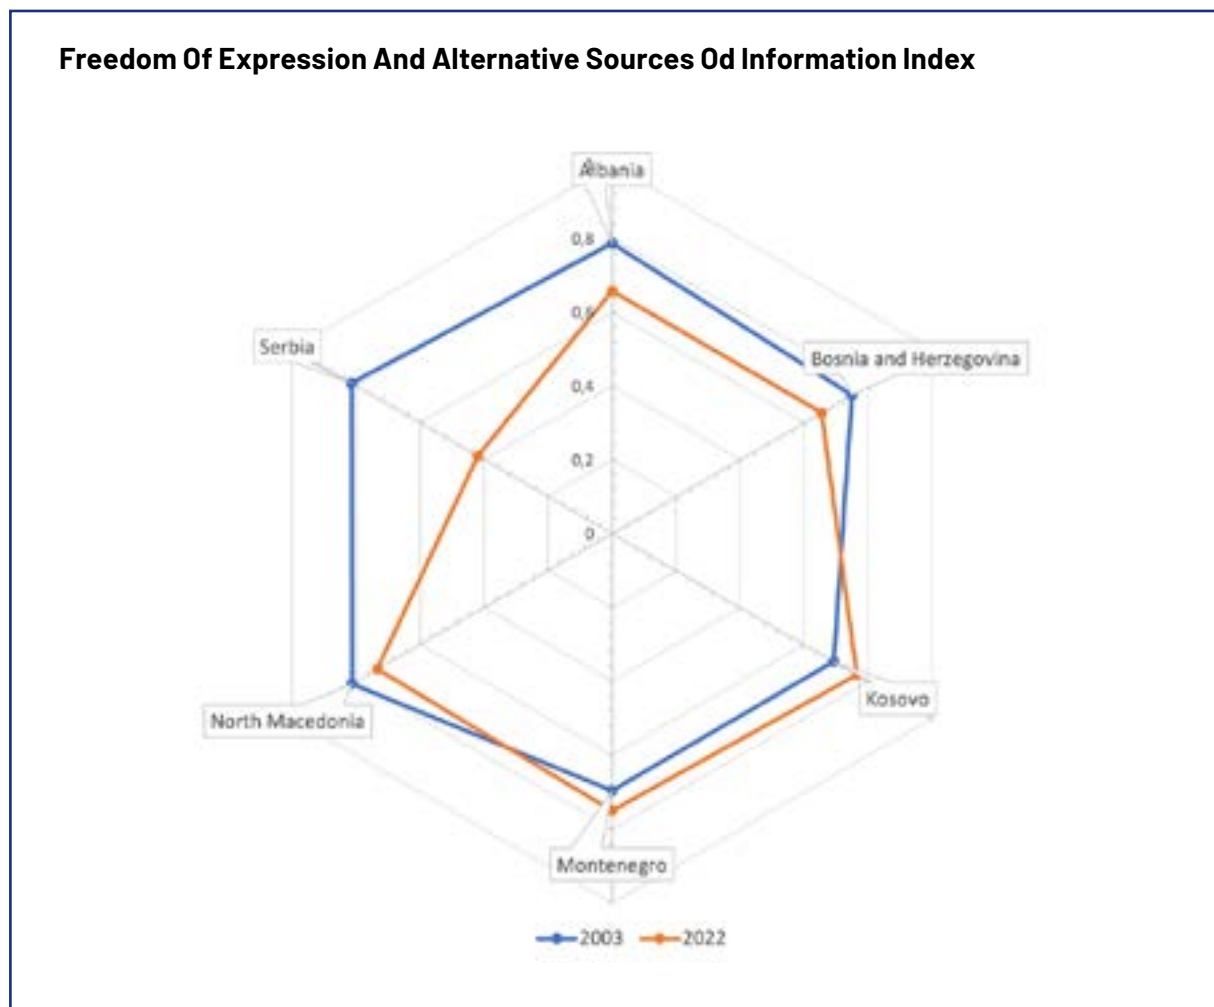 Freedom Of Expression And Alternative Sources Od Information Index
Albania
0,8
0,6
0,4
0,2
0
Serbia
Bosnia and Herzegovina
North Macedonia
Kosovo
Montenegro
2003 2022